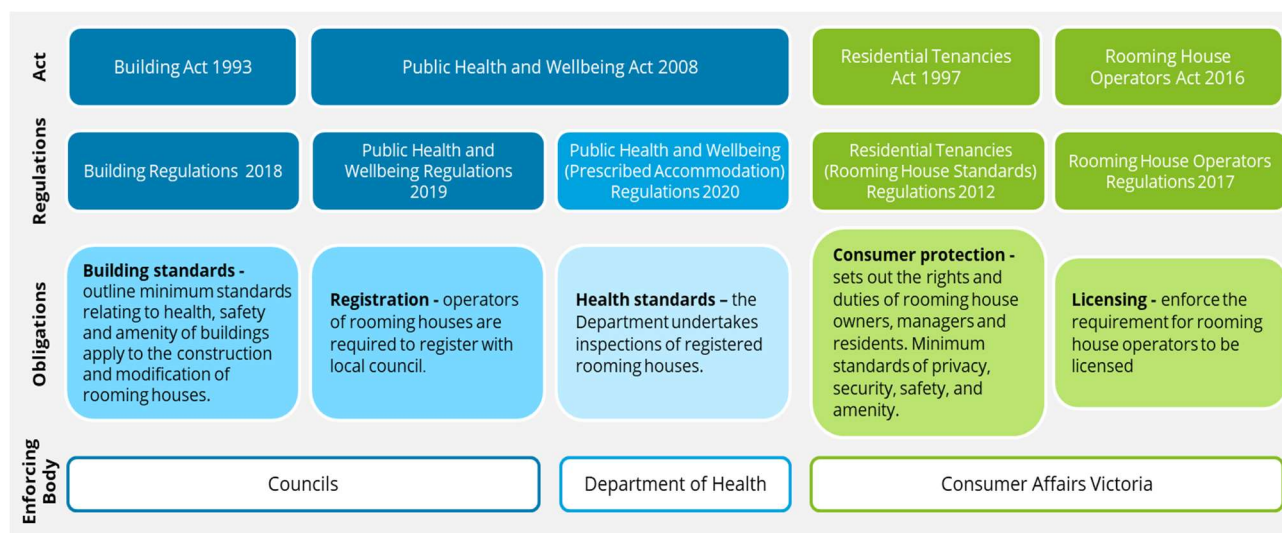 Act
Building Act 1993
Public Health and Wellbeing Act 2008
Residential Tenancies
Act 1997
Rooming House
Operators Act 2016
Regulations
Building Regulations 2018
Public Health and
Wellbeing Regulations
2019
Public Health and Wellbeing
(Prescribed Accommodation)
Regulations 2020
Residential Tenancies
(Rooming House Standards)
Regulations 2012
Rooming House Operators
Regulations 2017
Obligations
Building standards -
outline minimum standards
relating to health, safety
and amenity of buildings
apply to the construction
and modification of
rooming houses.
Registration - operators
of rooming houses are
required to register with
local council.
Health standards – the
Department undertakes
inspections of registered
rooming houses.
Consumer protection -
sets out the rights and
duties of rooming house
owners, managers and
residents. Minimum
standards of privacy,
security, safety, and
amenity.
Licensing - enforce the
requirement for rooming
house operators to be
licensed
Enforcing
Body
Councils
Department of Health
Consumer Affairs Victoria